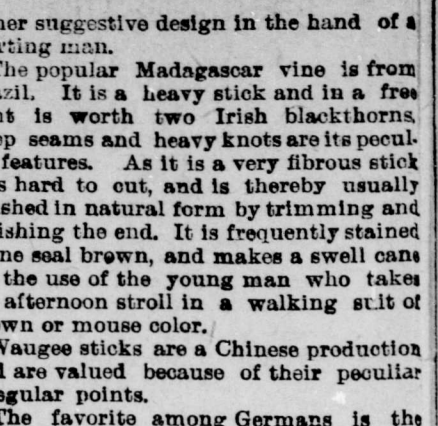 her suggestive design in the hand of a
rting man.
The popular Madagascar vine is from
azil. It is a heavy stick and in a free
ht is worth two Irish blackthorns,
ep seams and heavy knots are its pecul-
features. As it is a very fibrous stick
s hard to cut, and is thereby usually
shed in natural form by trimming and
ishing the end. It is frequently stained
ne seal brown, and makes a swell cane
the use of the young man who takes
afternoon stroll in a walking suit of
wn or mouse color.
Waugee sticks are a Chinese production
d are valued because of their peculiar
egular points.
The favorite among Germans is the